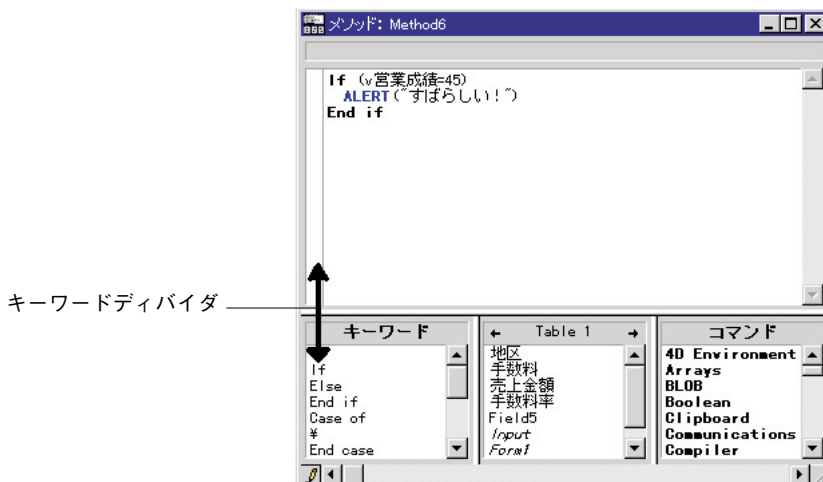 メソッド: Method6
If (v営業成績=45)
ALERT("すばらしい!")
End if
キーワードディバイダ
キーワード
If
Else
End if
Case of
¥
End case
← Table 1 →
地区
手数料
売上金額
手数料率
Field5
Input
Form1
コマンド
4D Environment
Arrays
BLOB
Boolean
Clipboard
Communications
Compiler